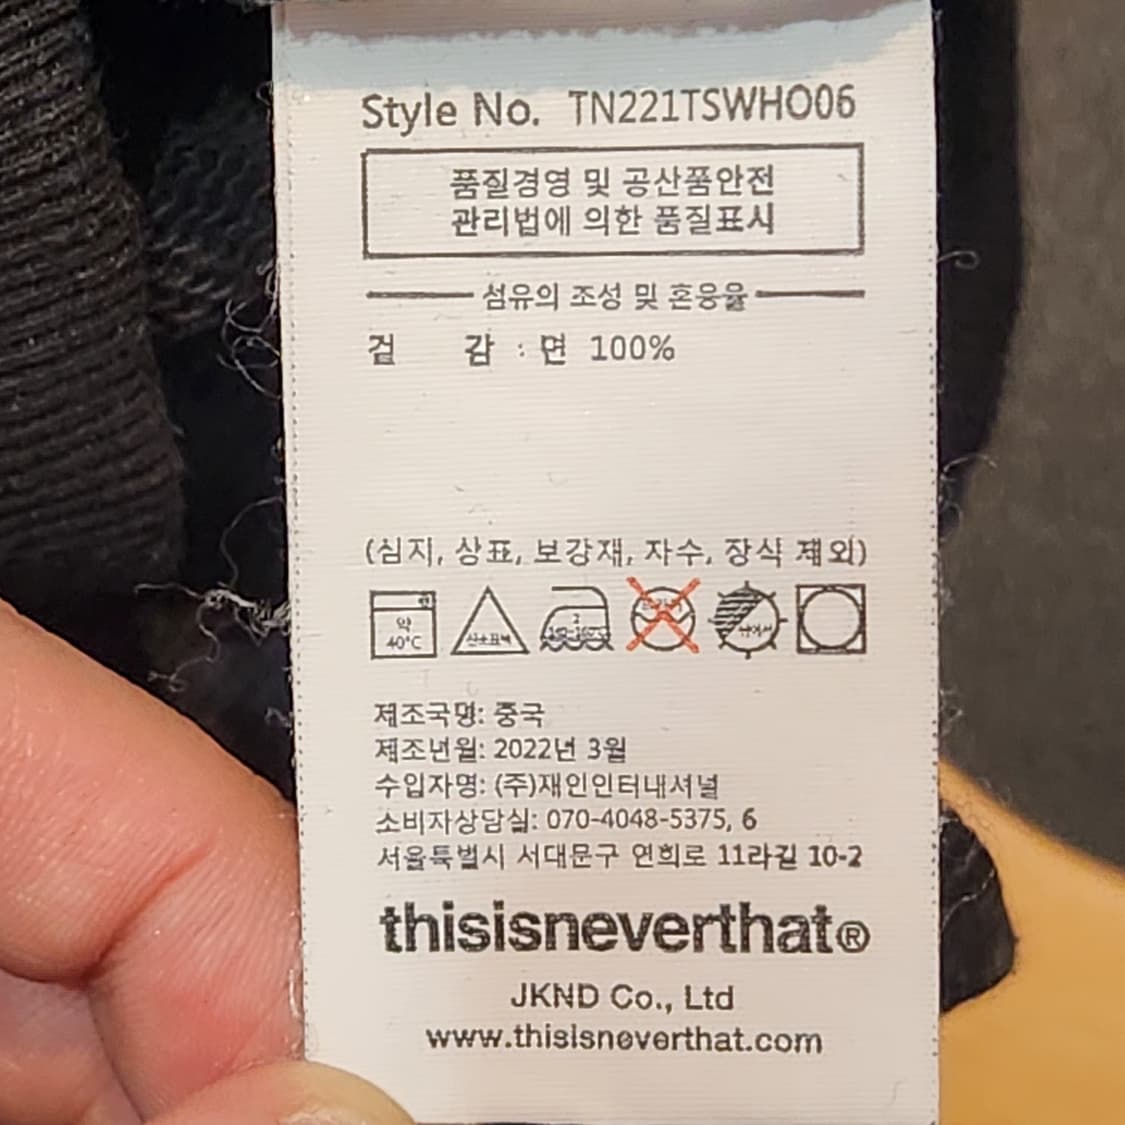 Style No. TN221TSWHO06
품질경영 및 공산품안전
관리법에 의한 품질표시
섬유의 조성 및 혼용율
겉 감 : 면 100%
(심지, 상표, 보강재, 자수, 장식 제외)
약
40°C
산소표백
2
제조국명: 중국
제조년월: 2022년 3월
수입자명: (주)재인인터내셔널
소비자상담실: 070-4048-5375, 6
서울특별시 서대문구 연희로 11라길 10-2
thisisneverthat®
JKND Co., Ltd
www.thisisneverthat.com